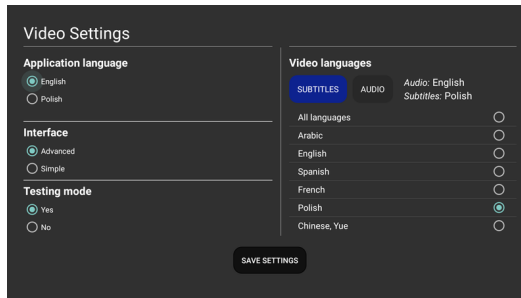 Video Settings
Application language
English
Polish
Interface
Advanced
Simple
Testing mode
Yes
No
Video languages
SUBTITLES
AUDIO
Audio: English
Subtitles: Polish
All languages
Arabic
English
Spanish
French
Polish
Chinese, Yue
SAVE SETTINGS